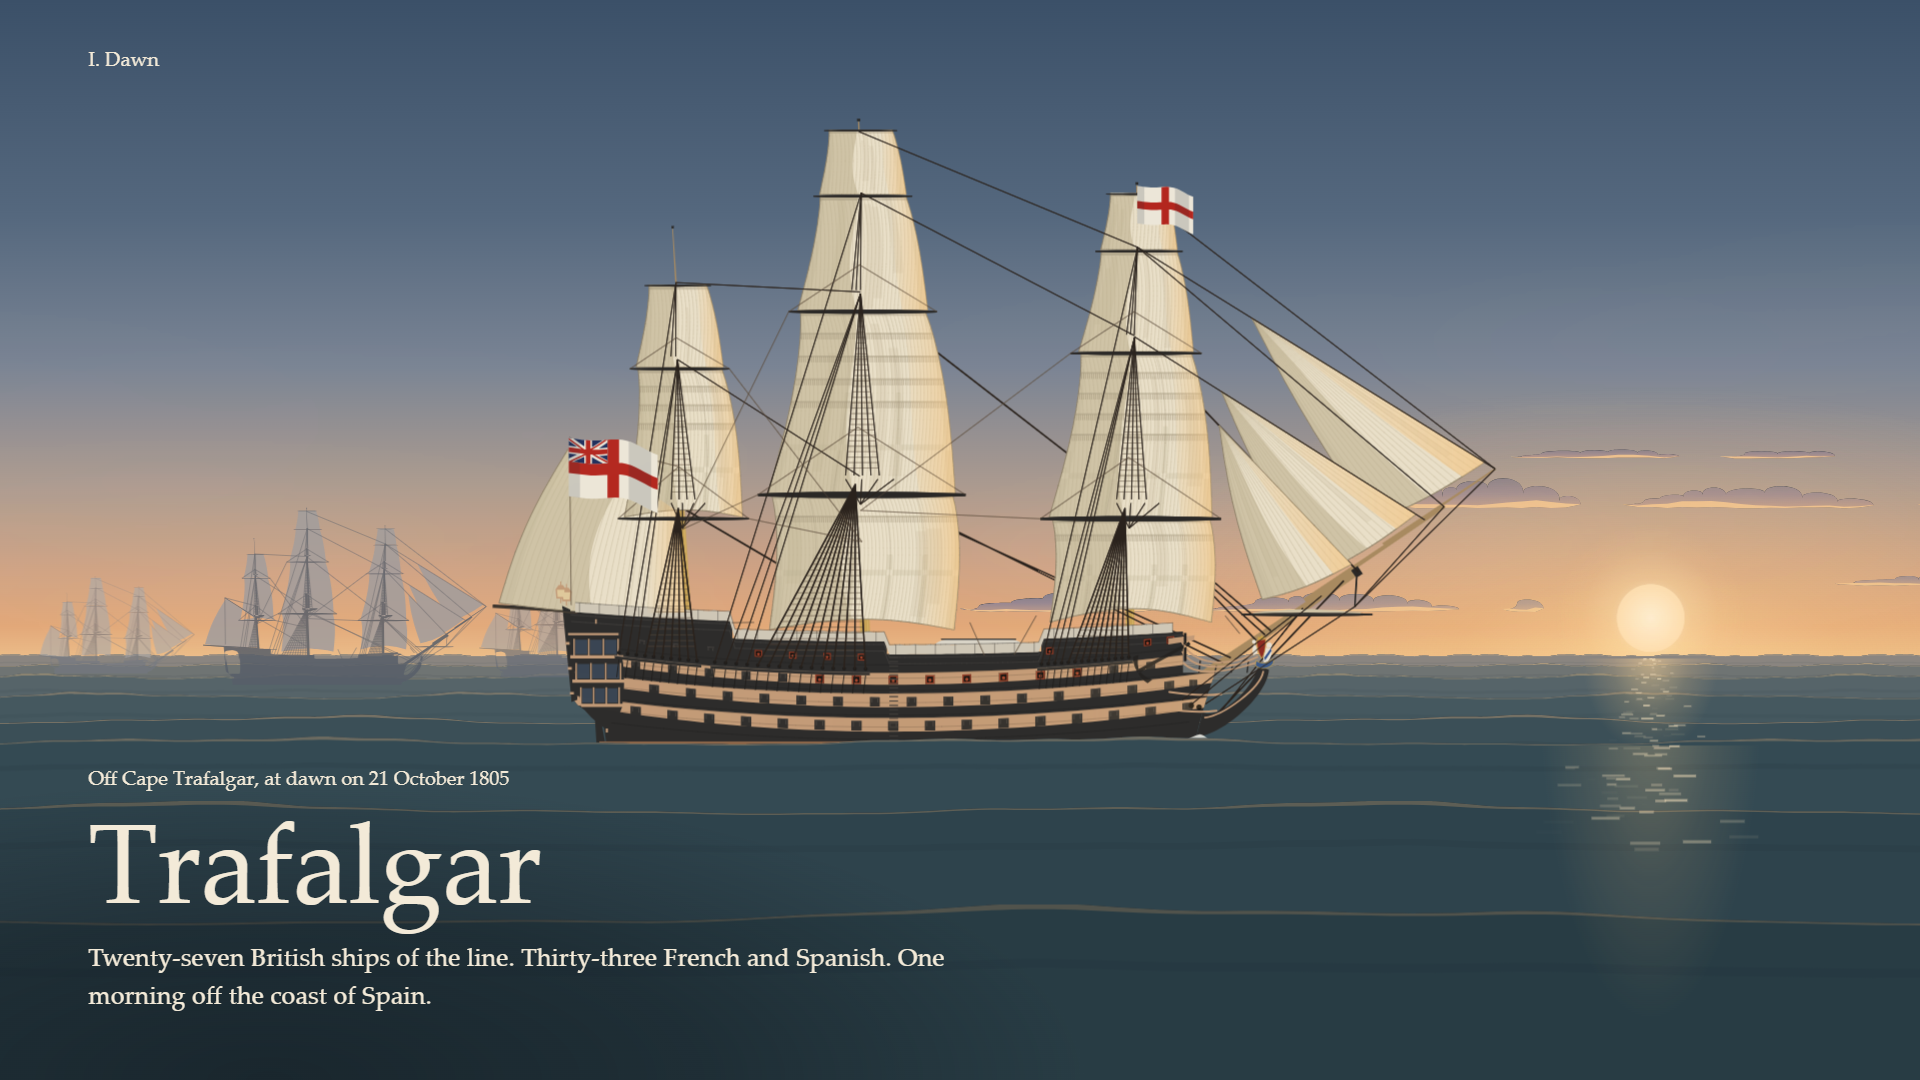 I. Dawn
Off Cape Trafalgar, at dawn on 21 October 1805
Trafalgar
Twenty-seven British ships of the line. Thirty-three French and Spanish. One
morning off the coast of Spain.